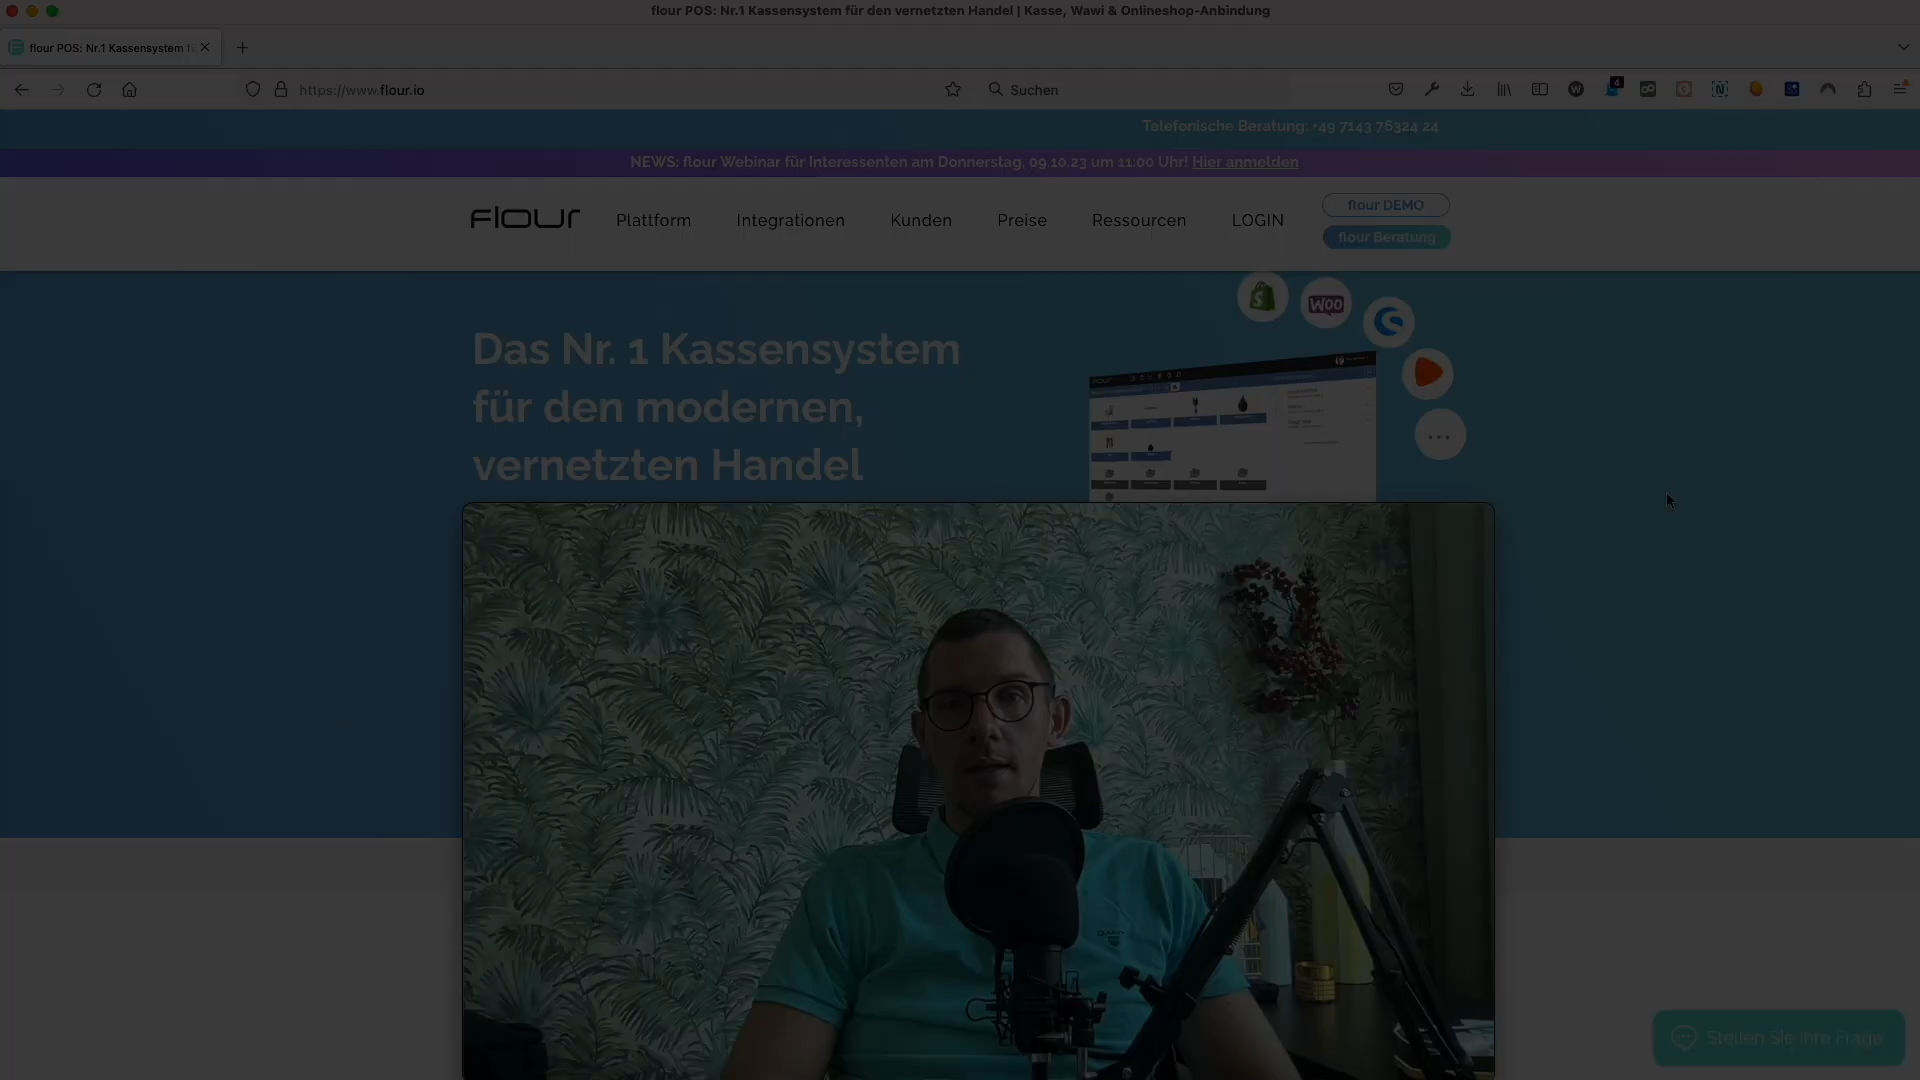 flour POS: Nr.1 Kassensystem für den vernetzten Handel | Kasse, Wawi & Onlineshop-Anbindung
flour POS: Nr.1 Kassensystem
https://www.flour.io
Suchen
4
Telefonische Beratung: +49 7143 76324 24
NEWS: flour Webinar für Interessenten am Donnerstag, 09.10.23 um 11:00 Uhr! Hier anmelden
flour
Plattform
Integrationen
Kunden
Preise
Ressourcen
LOGIN
flour DEMO
flour Beratung
WOO
Das Nr. 1 Kassensystem
für den modernen,
vernetzten Handel
GANT
Stellen Sie Ihre Frage